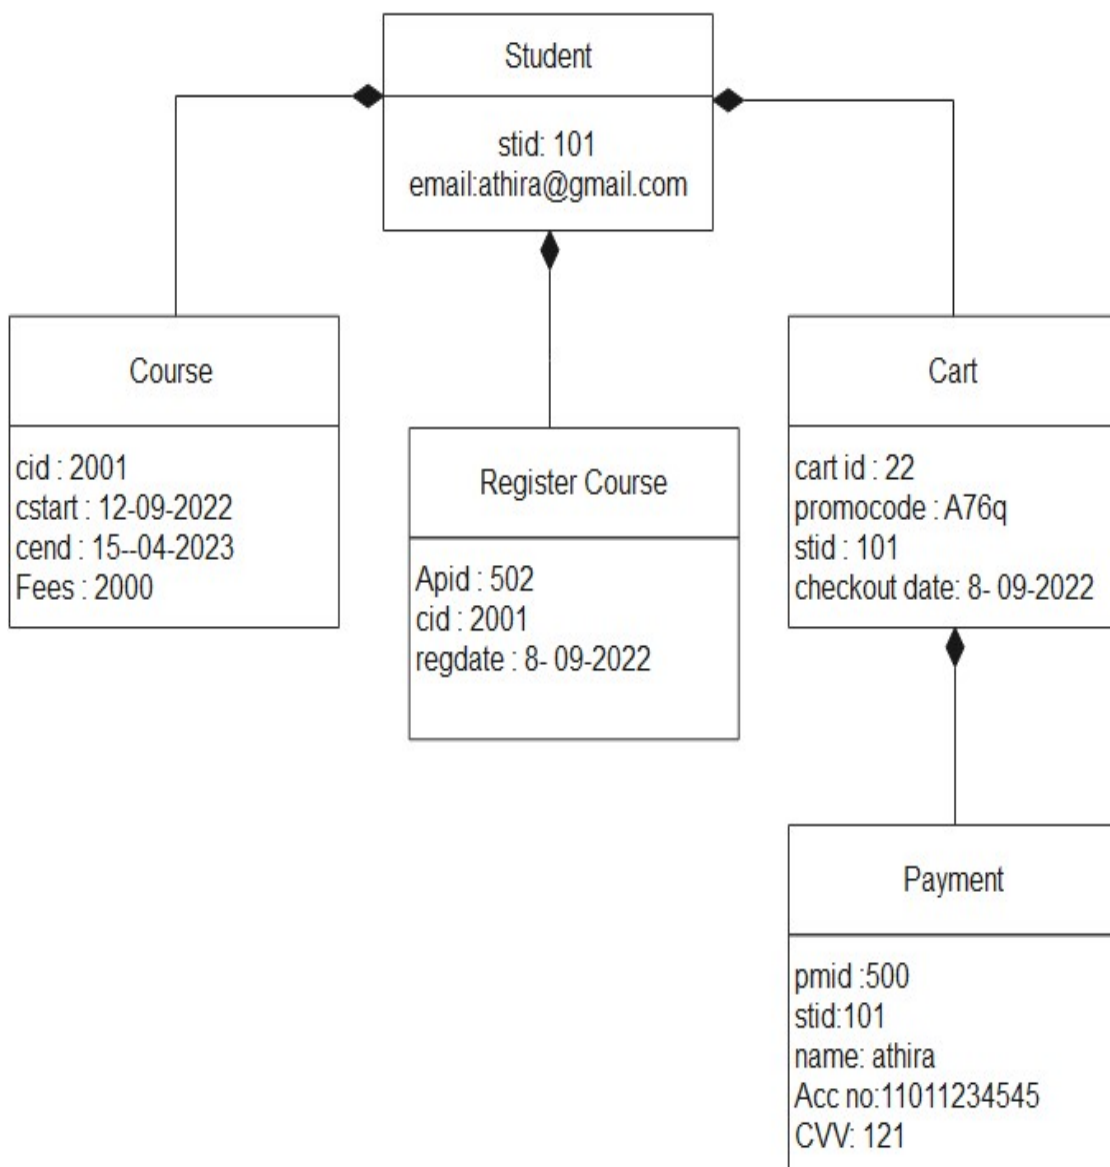 Student
stid: 101
email:athira@gmail.com
Course
cid : 2001
cstart : 12-09-2022
cend : 15--04-2023
Fees : 2000
Register Course
Apid : 502
cid : 2001
regdate : 8- 09-2022
Cart
cart id : 22
promocode : A76q
stid : 101
checkout date: 8- 09-2022
Payment
pmid :500
stid:101
name: athira
Acc no:11011234545
CVV: 121